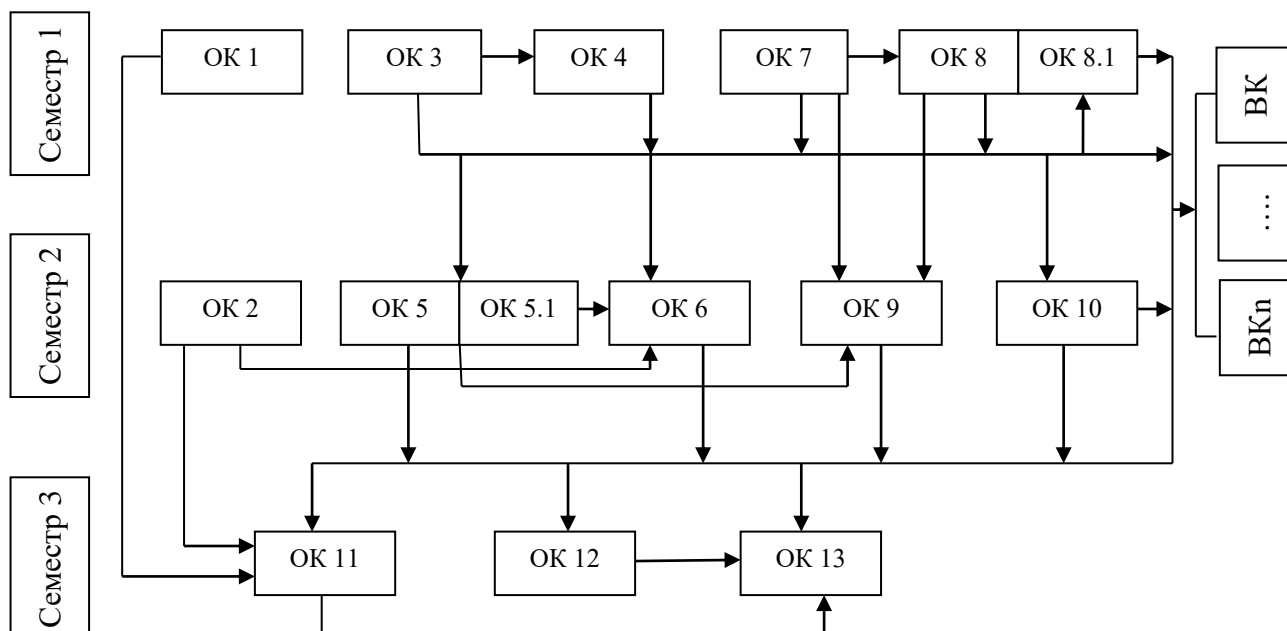 Семестр 1
ОК 1
ОК 3
ОК 4
ОК 7
ОК 8
ОК 8.1
ВК
….
Семестр 2
ОК 2
ОК 5
ОК 5.1
ОК 6
ОК 9
ОК 10
ВКn
Семестр 3
ОК 11
ОК 12
ОК 13